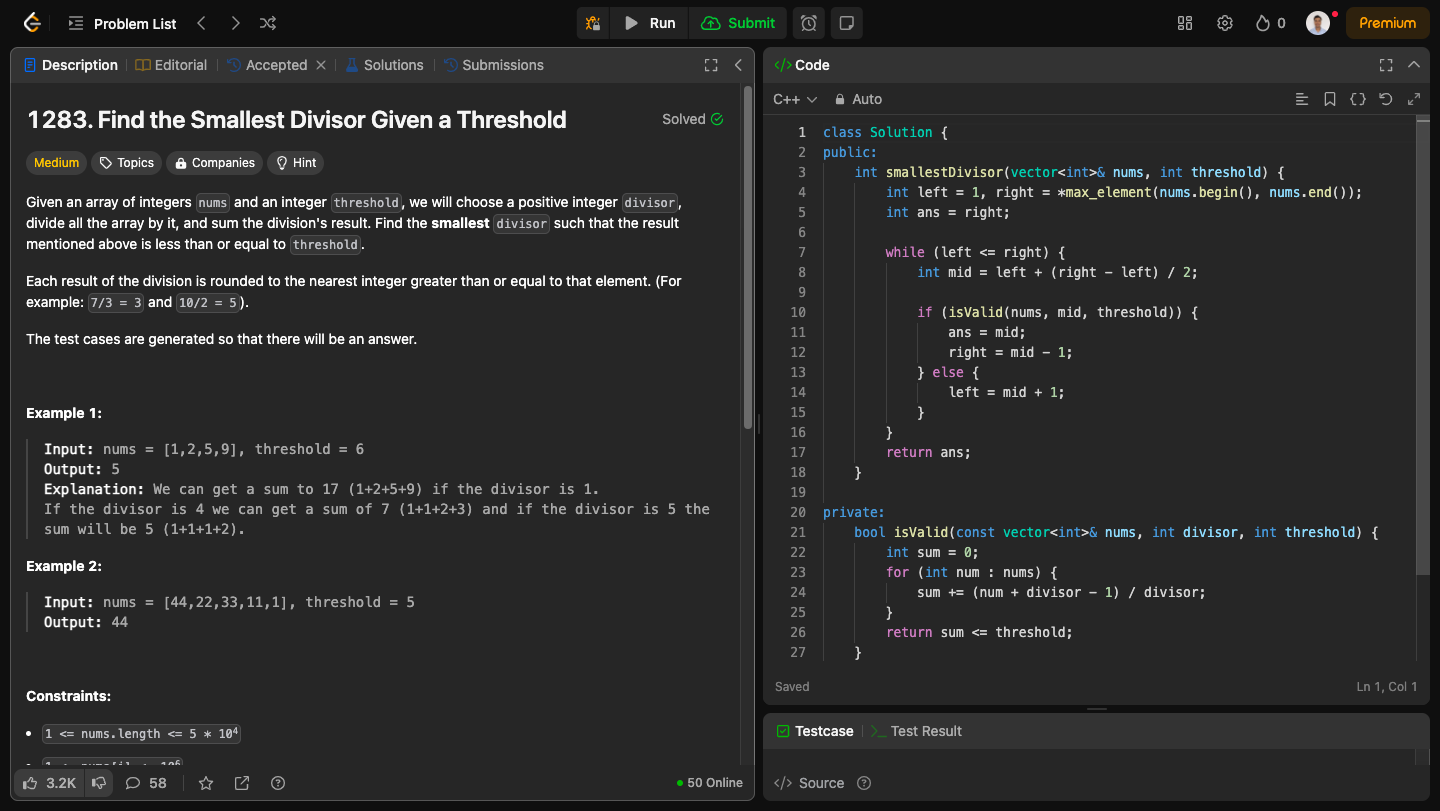 Problem List
Run
Submit
0
Premium
Description
Editorial
Accepted
Solutions
Submissions
1283. Find the Smallest Divisor Given a Threshold
Solved
Medium
Topics
Companies
Hint
Given an array of integers nums and an integer threshold, we will choose a positive integer divisor,
divide all the array by it, and sum the division's result. Find the smallest divisor such that the result
mentioned above is less than or equal to threshold.
Each result of the division is rounded to the nearest integer greater than or equal to that element. (For
example: 7/3 = 3 and 10/2 = 5).
The test cases are generated so that there will be an answer.
Example 1:
Input: nums = [1,2,5,9], threshold = 6
Output: 5
Explanation: We can get a sum to 17 (1+2+5+9) if the divisor is 1.
If the divisor is 4 we can get a sum of 7 (1+1+2+3) and if the divisor is 5 the
sum will be 5 (1+1+1+2).
Example 2:
Input: nums = [44,22,33,11,1], threshold = 5
Output: 44
Constraints:
1 <= nums.length <= 5 * 10⁴
3.2K
58
50 Online
</> Code
C++
Auto
1 class Solution {
2 public:
3     int smallestDivisor(vector<int>& nums, int threshold) {
4         int left = 1, right = *max_element(nums.begin(), nums.end());
5         int ans = right;
6
7         while (left <= right) {
8             int mid = left + (right - left) / 2;
9
10             if (isValid(nums, mid, threshold)) {
11                 ans = mid;
12                 right = mid - 1;
13             } else {
14                 left = mid + 1;
15             }
16         }
17         return ans;
18     }
19
20 private:
21     bool isValid(const vector<int>& nums, int divisor, int threshold) {
22         int sum = 0;
23         for (int num : nums) {
24             sum += (num + divisor - 1) / divisor;
25         }
26         return sum <= threshold;
27     }
Saved
Ln 1, Col 1
Testcase
Test Result
</> Source